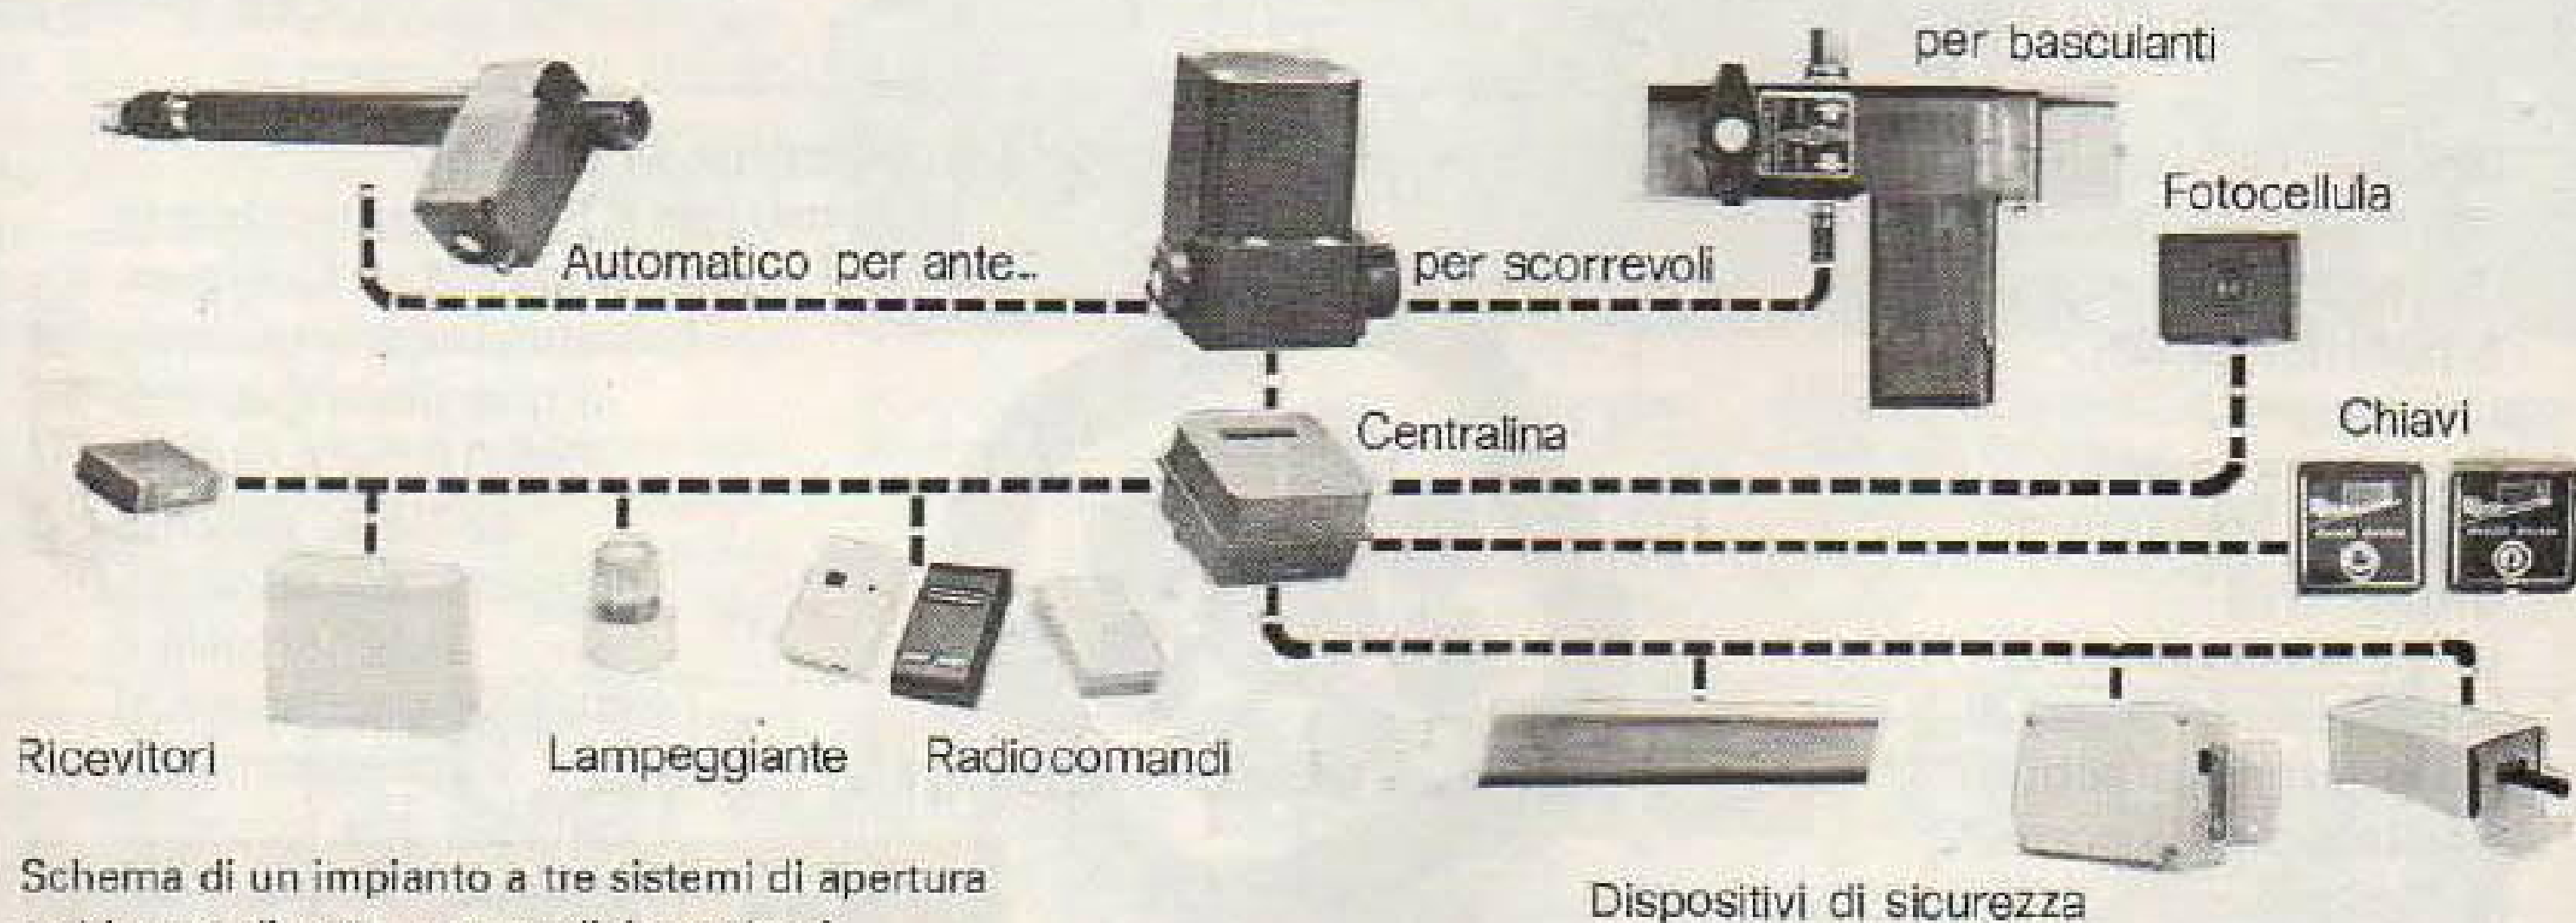 per basculanti
Fotocellula
Automatico per ante...
per scorrevoli
Chiavi
Centralina
Ricevitori
Lampeggiante
Radiocomandi
Schema di un impianto a tre sistemi di apertura
Dispositivi di sicurezza